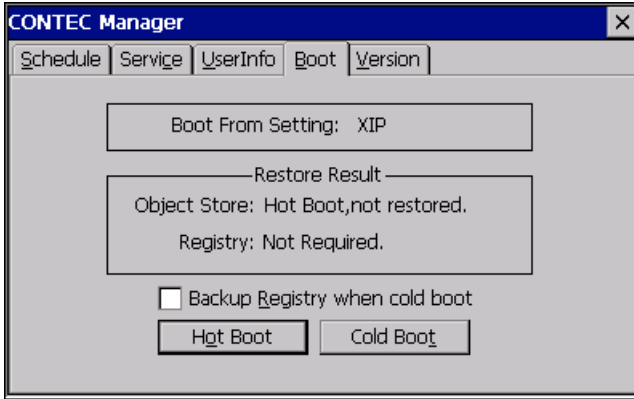 CONTEC Manager
Schedule Service UserInfo Boot Version
Boot From Setting: XIP
Restore Result
Object Store: Hot Boot,not restored.
Registry: Not Required.
Backup Registry when cold boot
Hot Boot Cold Boot